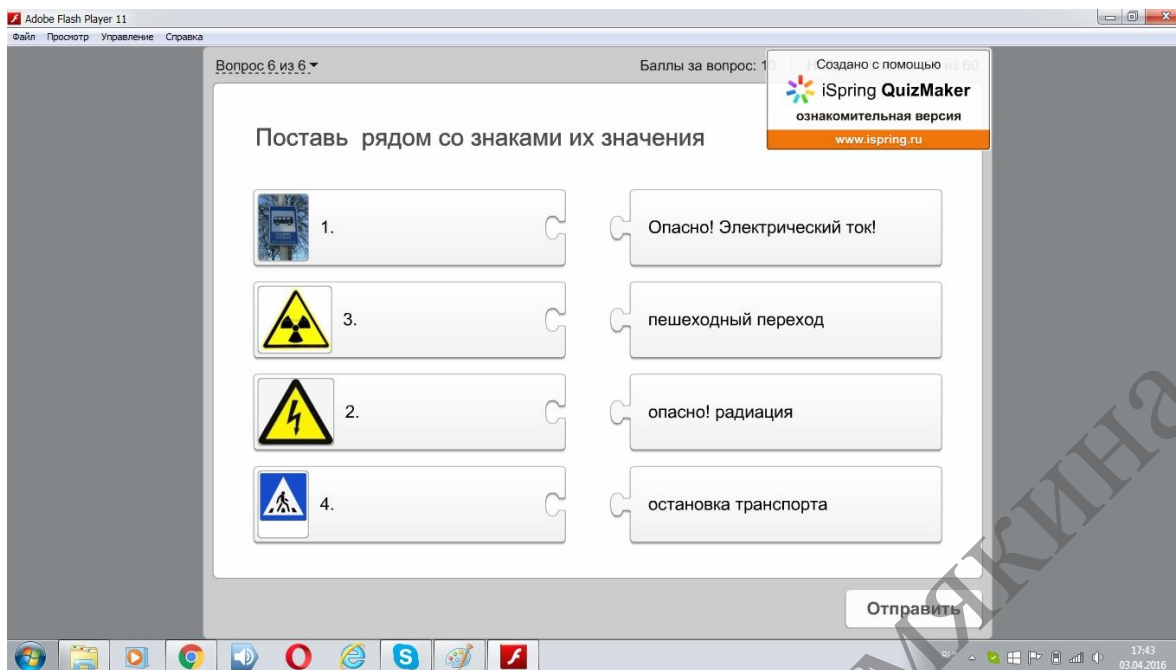 Adobe Flash Player 11
Файл Просмотр Управление Справка
Вопрос 6 из 6
Баллы за вопрос: 10
из 60
Создано с помощью
iSpring QuizMaker
ознакомительная версия
www.ispring.ru
Поставь рядом со знаками их значения
1.
Опасно! Электрический ток!
3.
пешеходный переход
2.
опасно! радиация
4.
остановка транспорта
Отправить
17:43
03.04.2016